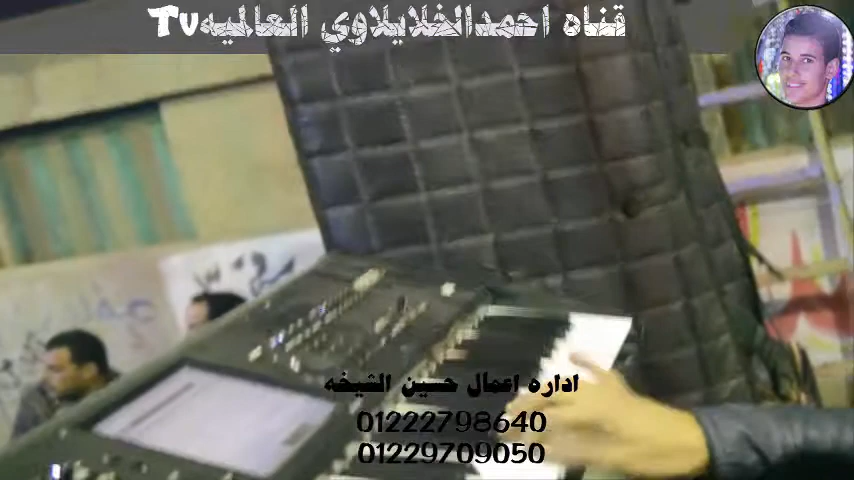 قناه احمدالخلايلاوي العالميهTv
اداره اعمال حسين الشيخه
01222798640
01229709050